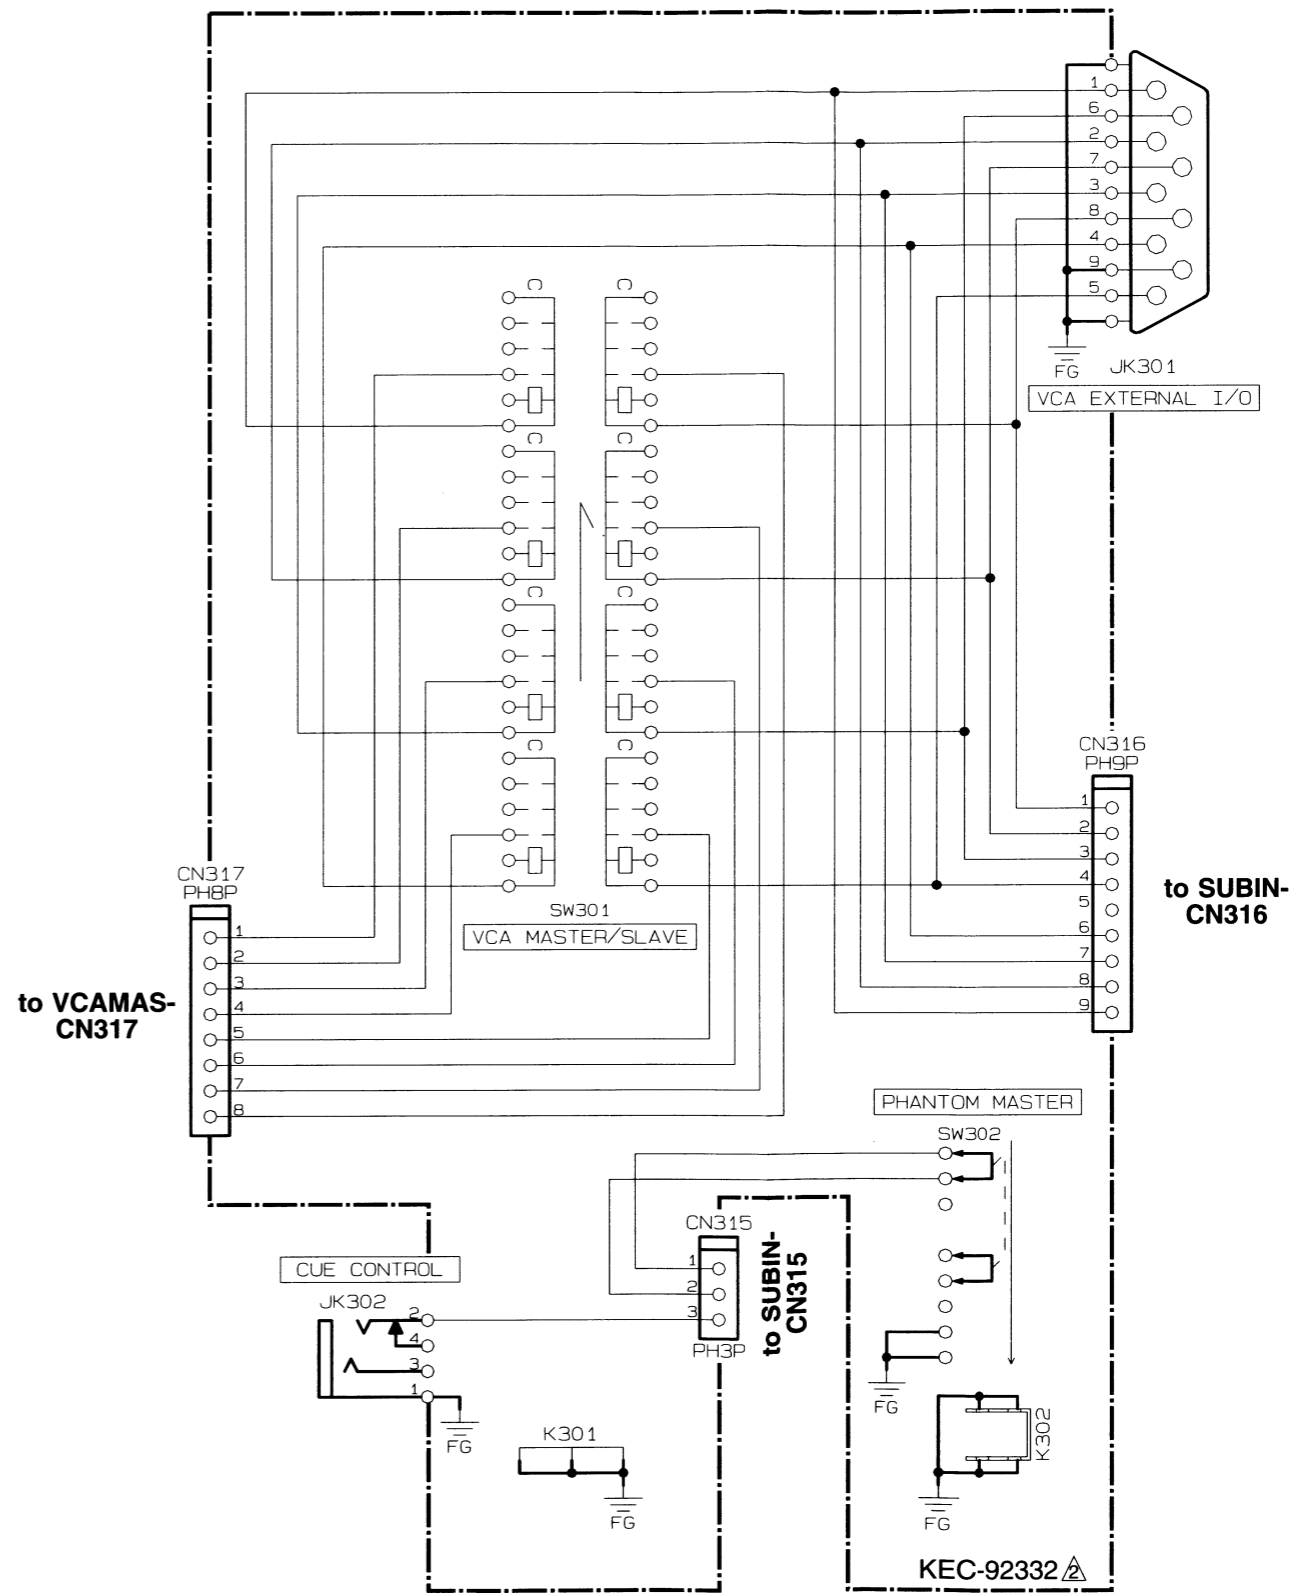 1
6
2
7
3
8
4
9
5
FG
JK301
VCA EXTERNAL I/O
C
C
C
C
C
C
C
C
SW301
VCA MASTER/SLAVE
CN316
PH9P
1
2
3
4
5
6
7
8
9
to SUBIN-
CN316
CN317
PH8P
1
2
3
4
5
6
7
8
to VCAMAS-
CN317
PHANTOM MASTER
SW302
CN315
1
2
3
PH3P
to SUBIN-
CN315
CUE CONTROL
JK302
2
4
3
1
FG
K301
FG
FG
K302
FG
KEC-92332 2